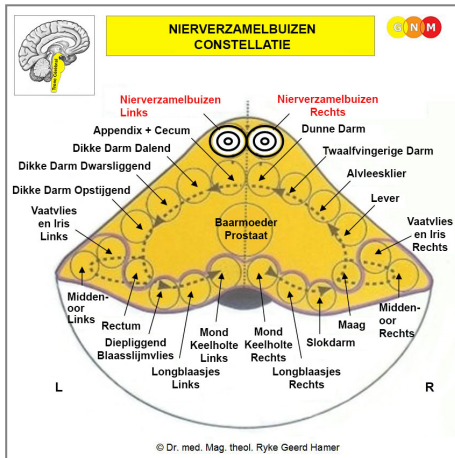 NIERVERZAMELBUIZEN
CONSTELLATIE
G N M
Nierverzamelbuizen
Links
Nierverzamelbuizen
Rechts
Appendix + Cecum
Dunne Darm
Dikke Darm Dalend
Twaalfvingerige Darm
Dikke Darm Dwarsliggend
Alvleesklier
Dikke Darm Opstijgend
Lever
Vaatvlies
en Iris
Links
Vaatvlies
en Iris
Rechts
Baarmoeder
Prostaat
Midden-
oor
Links
Rectum
Diepliggend
Blaasslijmvlies
Longblaasjes
Links
Mond
Keelholte
Links
Mond
Keelholte
Rechts
Longblaasjes
Rechts
Slokdarm
Maag
Midden-
oor
Rechts
L
R
© Dr. med. Mag. theol. Ryke Geerd Hamer